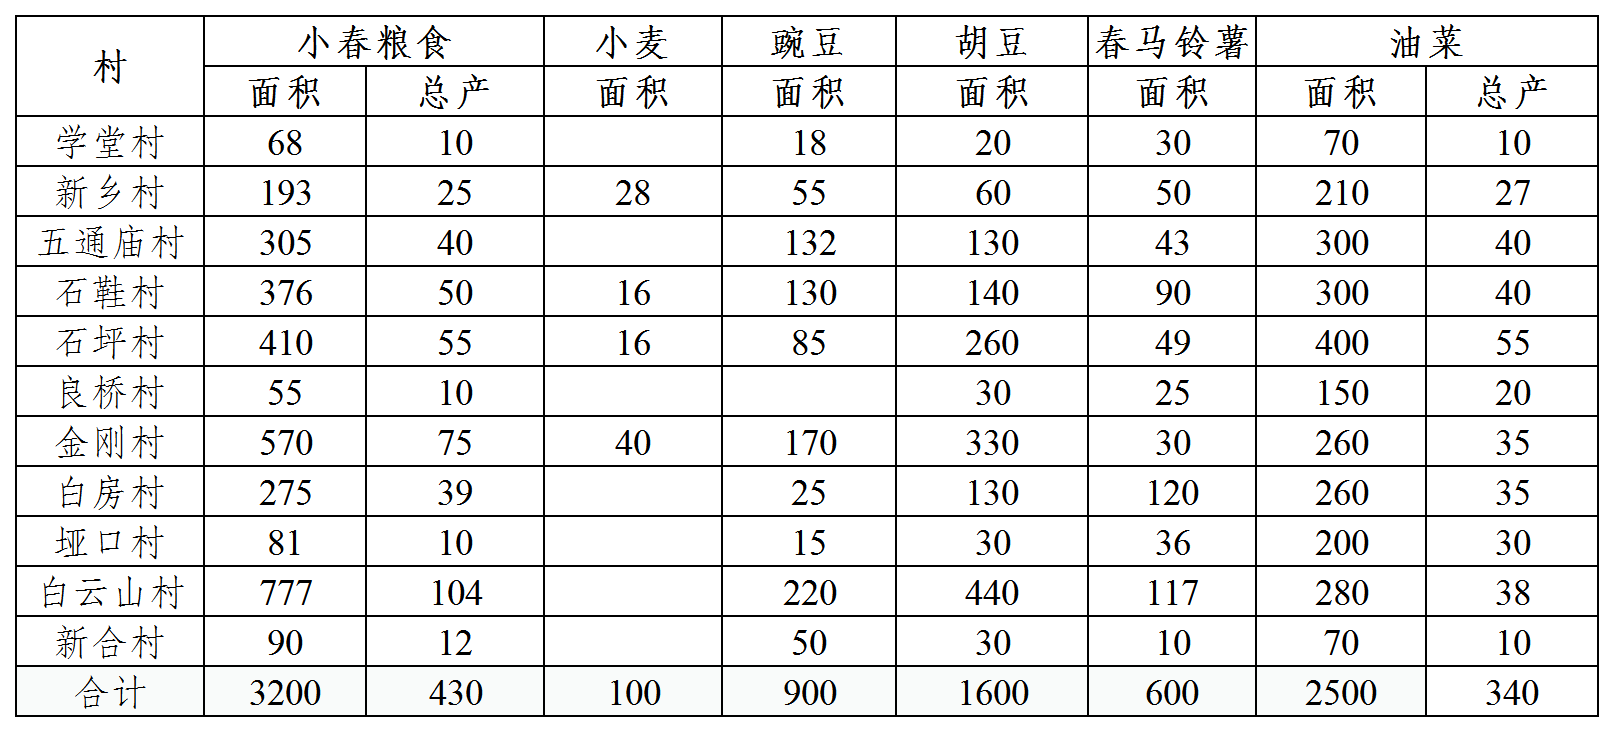 村 小春粮食 小麦 豌豆 胡豆 春马铃薯 油菜
面积 总产 面积 面积 面积 面积 面积 总产
学堂村 68 10 18 20 30 70 10
新乡村 193 25 28 55 60 50 210 27
五通庙村 305 40 132 130 43 300 40
石鞋村 376 50 16 130 140 90 300 40
石坪村 410 55 16 85 260 49 400 55
良桥村 55 10 30 25 150 20
金刚村 570 75 40 170 330 30 260 35
白房村 275 39 25 130 120 260 35
垭口村 81 10 15 30 36 200 30
白云山村 777 104 220 440 117 280 38
新合村 90 12 50 30 10 70 10
合计 3200 430 100 900 1600 600 2500 340